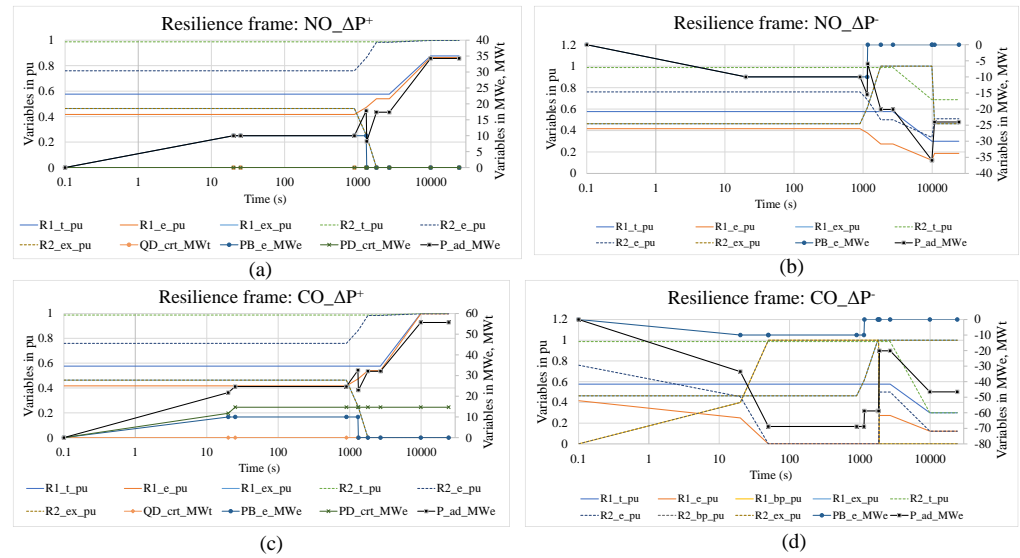 Resilience frame: NO_ΔP⁺
Variables in pu
1
0.8
0.6
0.4
0.2
0
40
35
30
25
20
15
10
5
0
Variables in MWe, MWt
0.1 1 10 100 1000 10000
Time (s)
R1_t_pu R1_e_pu R1_ex_pu R2_t_pu R2_e_pu
R2_ex_pu QD_crt_MWt PB_e_MWe PD_crt_MWe P_ad_MWe
(a)
Resilience frame: NO_ΔP⁻
Variables in pu
1.2
1
0.8
0.6
0.4
0.2
0
0
-5
-10
-15
-20
-25
-30
-35
-40
Variables in MWe, MWt
0.1 1 10 100 1000 10000
Time (s)
R1_t_pu R1_e_pu R1_ex_pu R2_t_pu
R2_e_pu R2_ex_pu PB_e_MWe P_ad_MWe
(b)
Resilience frame: CO_ΔP⁺
Variables in pu
1
0.8
0.6
0.4
0.2
0
60
50
40
30
20
10
0
Variables in MWe, MWt
0.1 1 10 100 1000 10000
Time (s)
R1_t_pu R1_e_pu R1_ex_pu R2_t_pu R2_e_pu
R2_ex_pu QD_crt_MWt PB_e_MWe PD_crt_MWe P_ad_MWe
(c)
Resilience frame: CO_ΔP⁻
Variables in pu
1.2
1
0.8
0.6
0.4
0.2
0
0
-10
-20
-30
-40
-50
-60
-70
-80
Variables in MWe, MWt
0.1 1 10 100 1000 10000
Time (s)
R1_t_pu R1_e_pu R1_bp_pu R1_ex_pu R2_t_pu
R2_e_pu R2_bp_pu R2_ex_pu PB_e_MWe P_ad_MWe
(d)